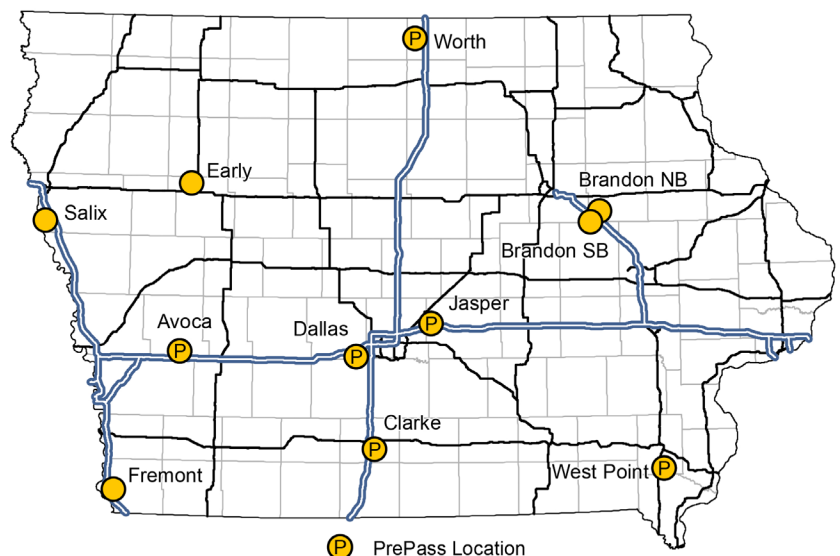 P Worth
Early
Brandon NB
Salix
Brandon SB
Jasper
P
Avoca
P
Dallas
P
Clarke
P
West Point P
Fremont
P PrePass Location